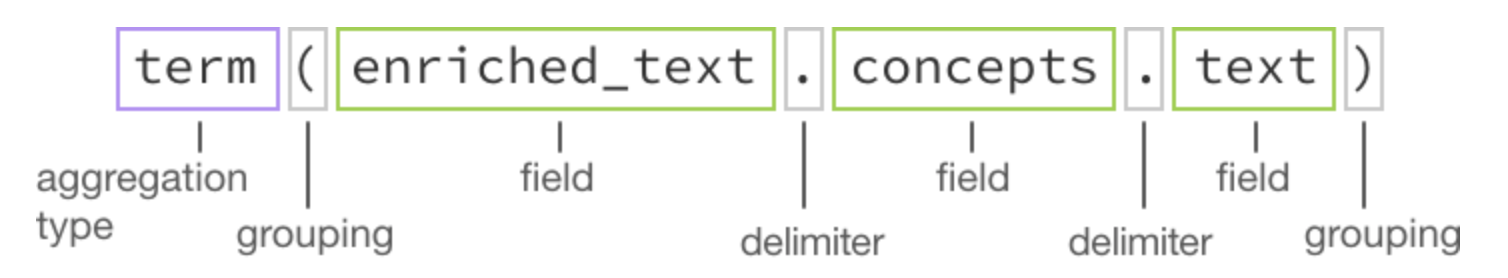 term ( enriched_text . concepts . text )
aggregation type field field field
grouping delimiter delimiter grouping